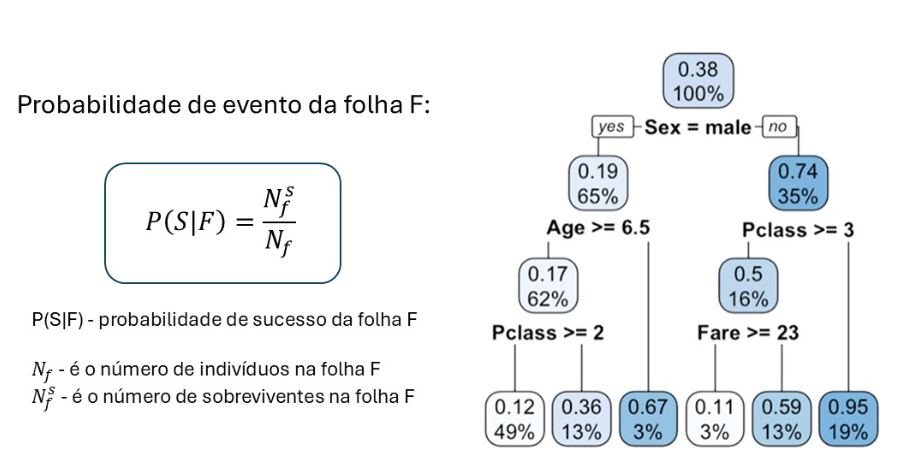 Probabilidade de evento da folha F:
P(S|F) = N_f^s / N_f
P(S|F) - probabilidade de sucesso da folha F
N_f - é o número de indivíduos na folha F
N_f^s - é o número de sobreviventes na folha F
0.38
100%
yes Sex = male no
0.19 0.74
65% 35%
Age >= 6.5 Pclass >= 3
0.17 0.5
62% 16%
Pclass >= 2 Fare >= 23
0.12 0.36 0.67 0.11 0.59 0.95
49% 13% 3% 3% 13% 19%